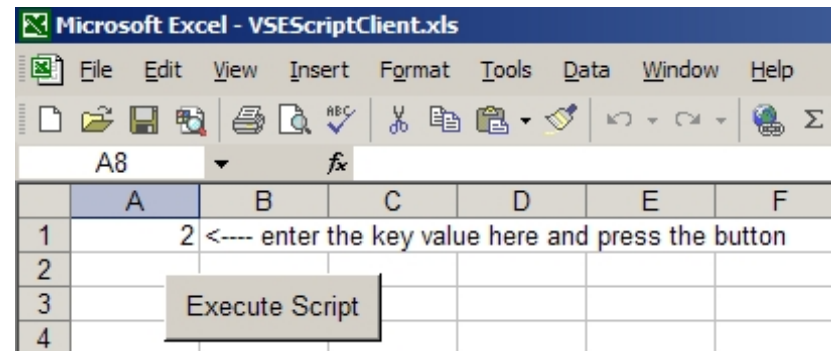 Microsoft Excel - VSEScriptClient.xls
File Edit View Insert Format Tools Data Window Help
ABC Σ
A8 fx
A B C D E F
1 2 <---- enter the key value here and press the button
2
3 Execute Script
4